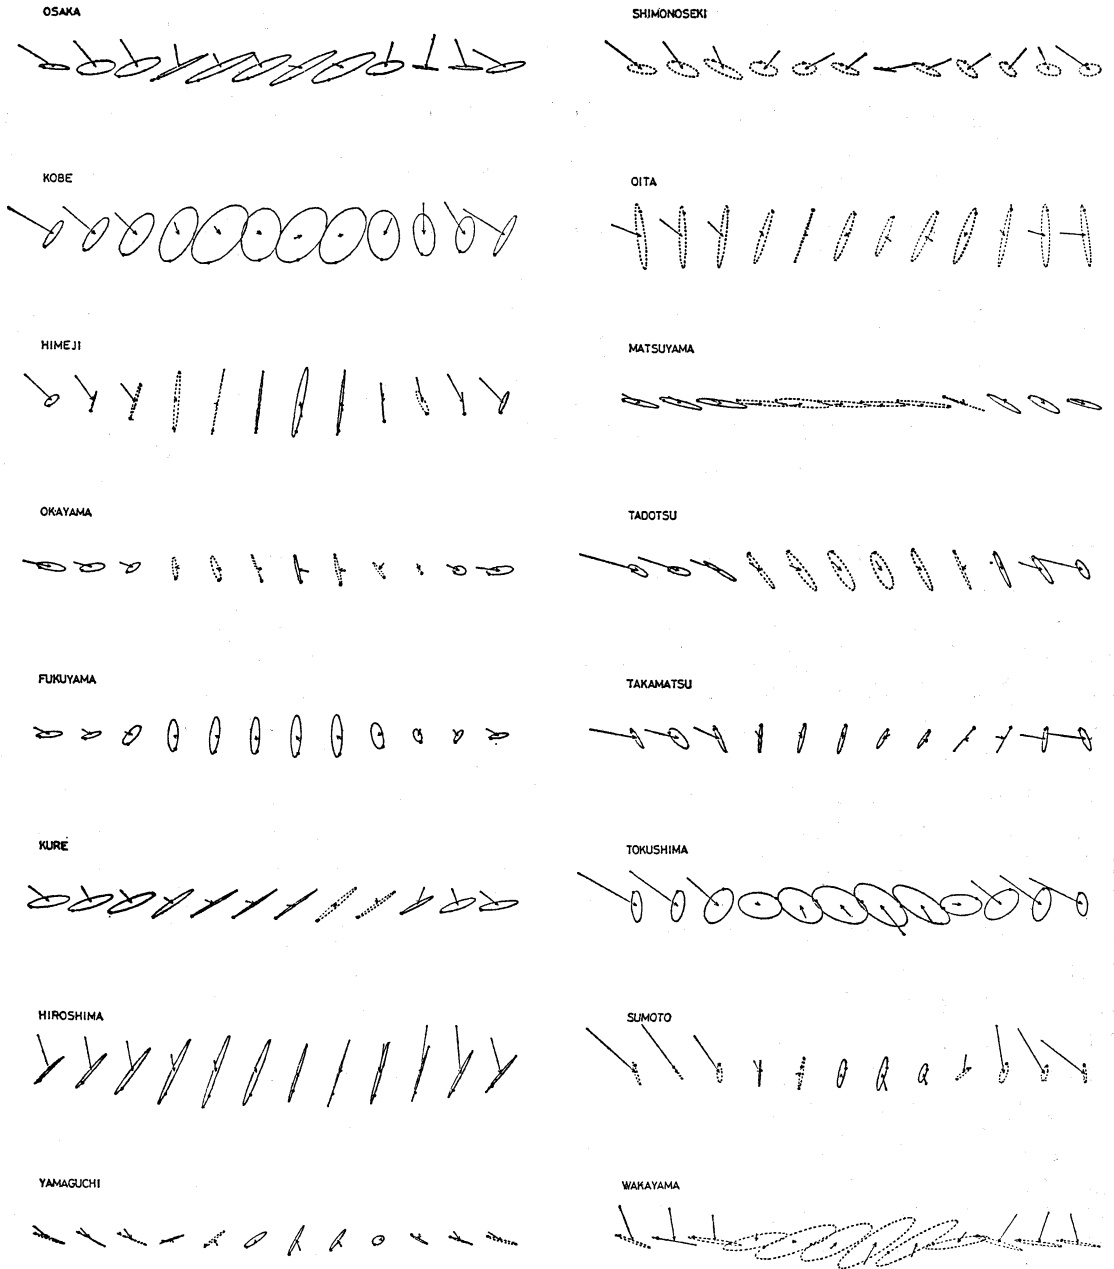 OSAKA
KOBE
HIMEJI
OKAYAMA
FUKUYAMA
KURE
HIROSHIMA
YAMAGUCHI
SHIMONOSEKI
OITA
MATSUYAMA
TADOTSU
TAKAMATSU
TOKUSHIMA
SUMOTO
WAKAYAMA